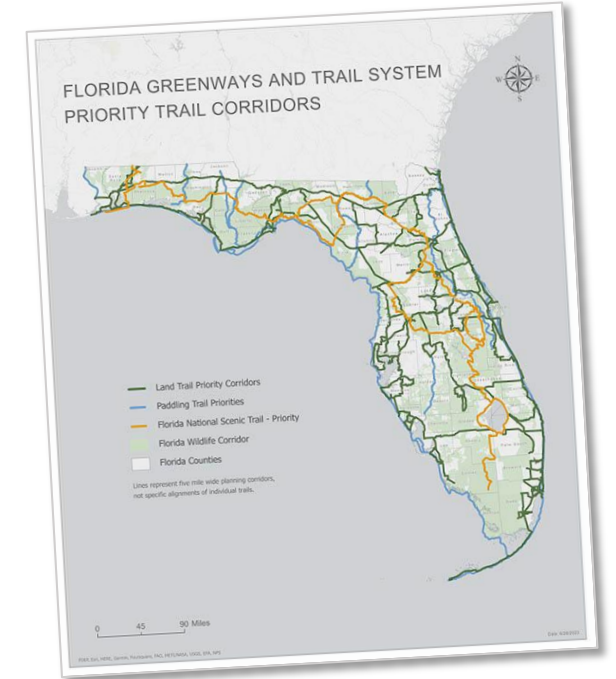 FLORIDA GREENWAYS AND TRAIL SYSTEM
PRIORITY TRAIL CORRIDORS
N
W E
S
Land Trail Priority Corridors
Paddling Trail Priorities
Florida National Scenic Trail - Priority
Florida Wildlife Corridor
Florida Counties
Lines represent five mile wide planning corridors,
not specific alignments of individual trails.
0 45 90 Miles